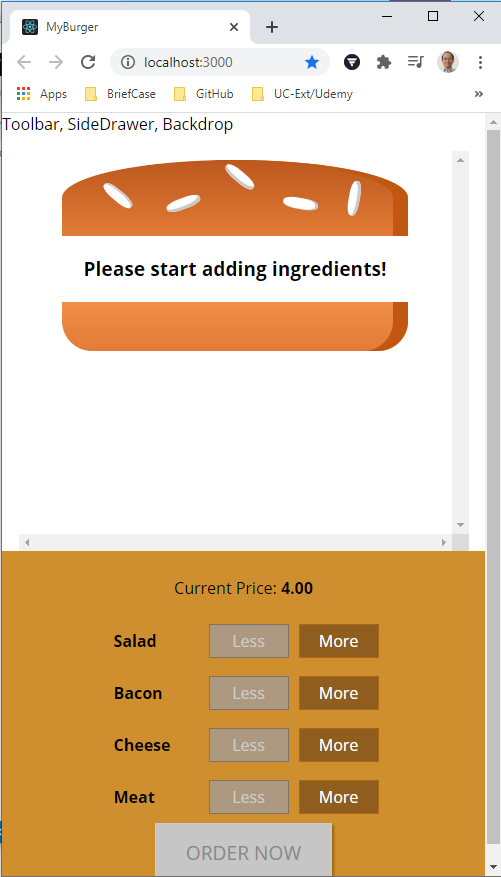 MyBurger
localhost:3000
Apps BriefCase GitHub UC-Ext/Udemy
Toolbar, SideDrawer, Backdrop
Please start adding ingredients!
Current Price: 4.00
Salad Less More
Bacon Less More
Cheese Less More
Meat Less More
ORDER NOW